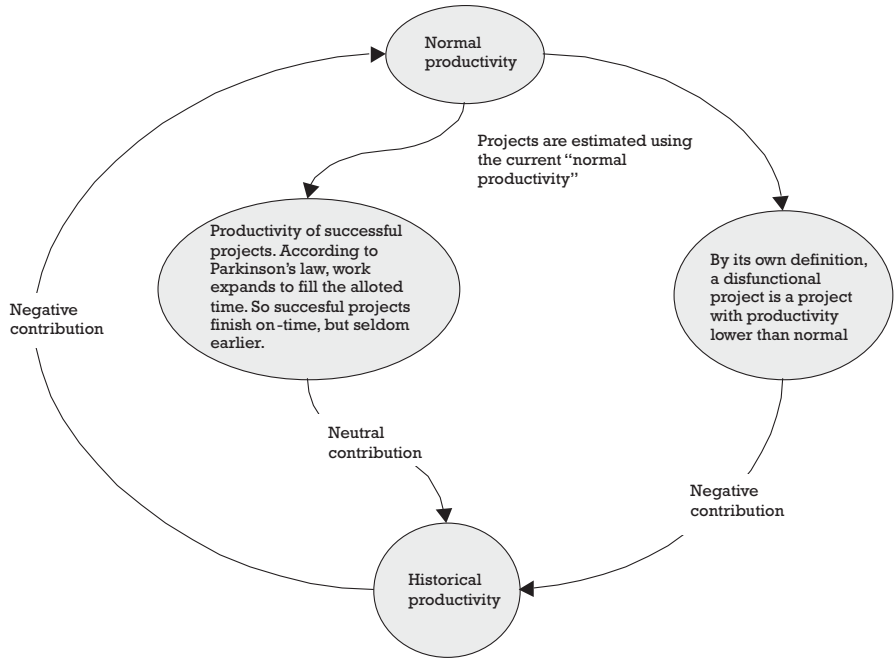 Normal
productivity
Projects are estimated using
the current “normal
productivity”
Productivity of successful
projects. According to
Parkinson’s law, work
expands to fill the alloted
time. So succesful projects
finish on-time, but seldom
earlier.
By its own definition,
a disfunctional
project is a project
with productivity
lower than normal
Negative
contribution
Neutral
contribution
Negative
contribution
Historical
productivity